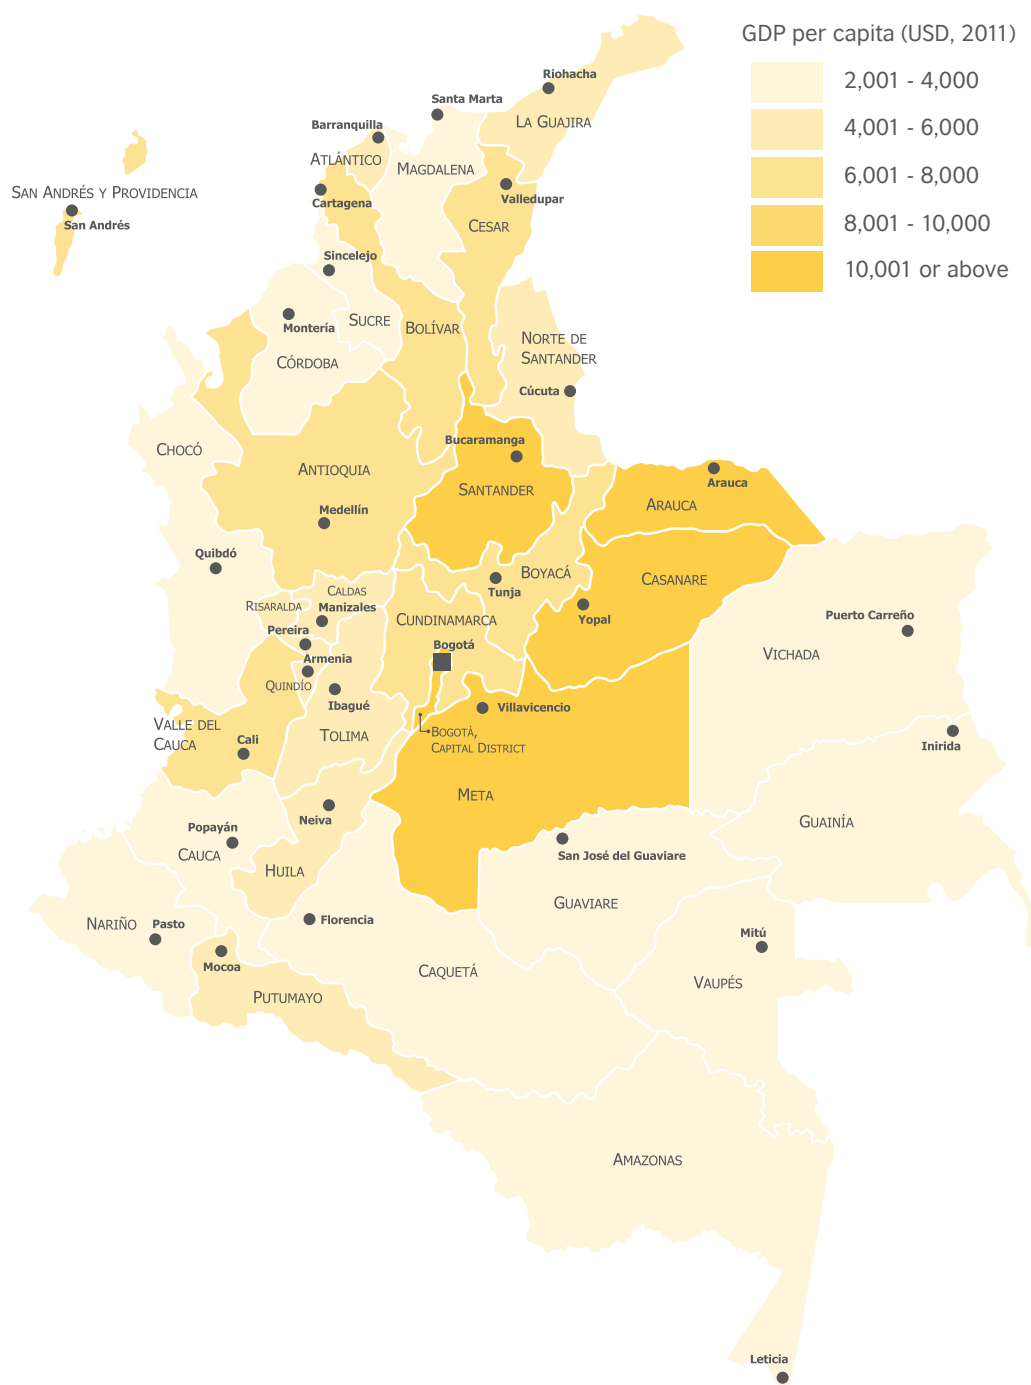 GDP per capita (USD, 2011)
2,001 - 4,000
4,001 - 6,000
6,001 - 8,000
8,001 - 10,000
10,001 or above
Riohacha
Santa Marta
La Guajira
Barranquilla
Atlántico
Magdalena
San Andrés y Providencia
San Andrés
Cartagena
Valledupar
Cesar
Sincelejo
Sucre
Bolívar
Montería
Córdoba
Norte de
Santander
Cúcuta
Chocó
Bucaramanga
Antioquia
Santander
Arauca
Arauca
Medellín
Quibdó
Boyacá
Casanare
Tunja
Caldas
Risaralda
Manizales
Cundinamarca
Yopal
Puerto Carreño
Pereira
Bogotá
Vichada
Armenia
Quindío
Ibagué
Villavicencio
Valle del
Cauca
Cali
Tolima
Bogotá,
Capital District
Inirida
Meta
Neiva
Guainía
Popayán
Cauca
San José del Guaviare
Huila
Guaviare
Nariño
Pasto
Florencia
Mitú
Mocoa
Caquetá
Vaupés
Putumayo
Amazonas
Leticia